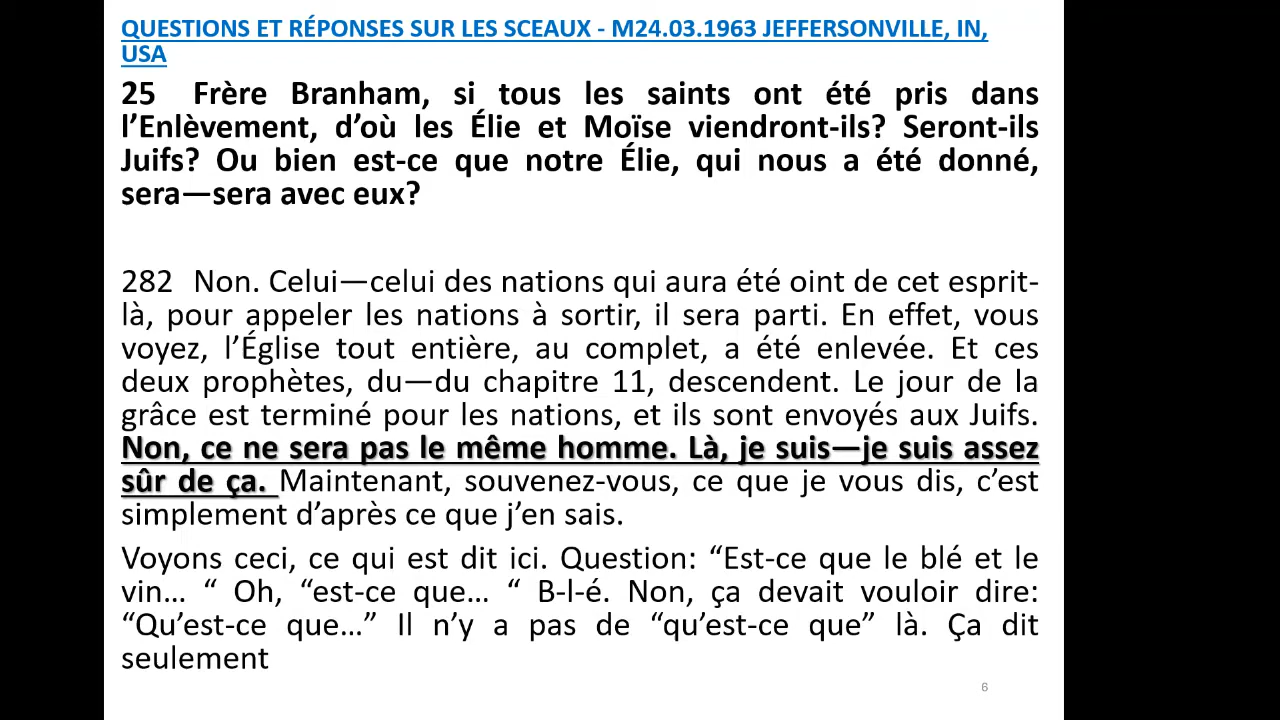 QUESTIONS ET RÉPONSES SUR LES SCEAUX - M24.03.1963 JEFFERSONVILLE, IN,
USA
25 Frère Branham, si tous les saints ont été pris dans
l’Enlèvement, d’où les Élie et Moïse viendront-ils? Seront-ils
Juifs? Ou bien est-ce que notre Élie, qui nous a été donné,
sera—sera avec eux?
282 Non. Celui—celui des nations qui aura été oint de cet esprit-
là, pour appeler les nations à sortir, il sera parti. En effet, vous
voyez, l’Église tout entière, au complet, a été enlevée. Et ces
deux prophètes, du—du chapitre 11, descendent. Le jour de la
grâce est terminé pour les nations, et ils sont envoyés aux Juifs.
Non, ce ne sera pas le même homme. Là, je suis—je suis assez
sûr de ça. Maintenant, souvenez-vous, ce que je vous dis, c’est
simplement d’après ce que j’en sais.
Voyons ceci, ce qui est dit ici. Question: “Est-ce que le blé et le
vin… “ Oh, “est-ce que… “ B-l-é. Non, ça devait vouloir dire:
“Qu’est-ce que…” Il n’y a pas de “qu’est-ce que” là. Ça dit
seulement
6